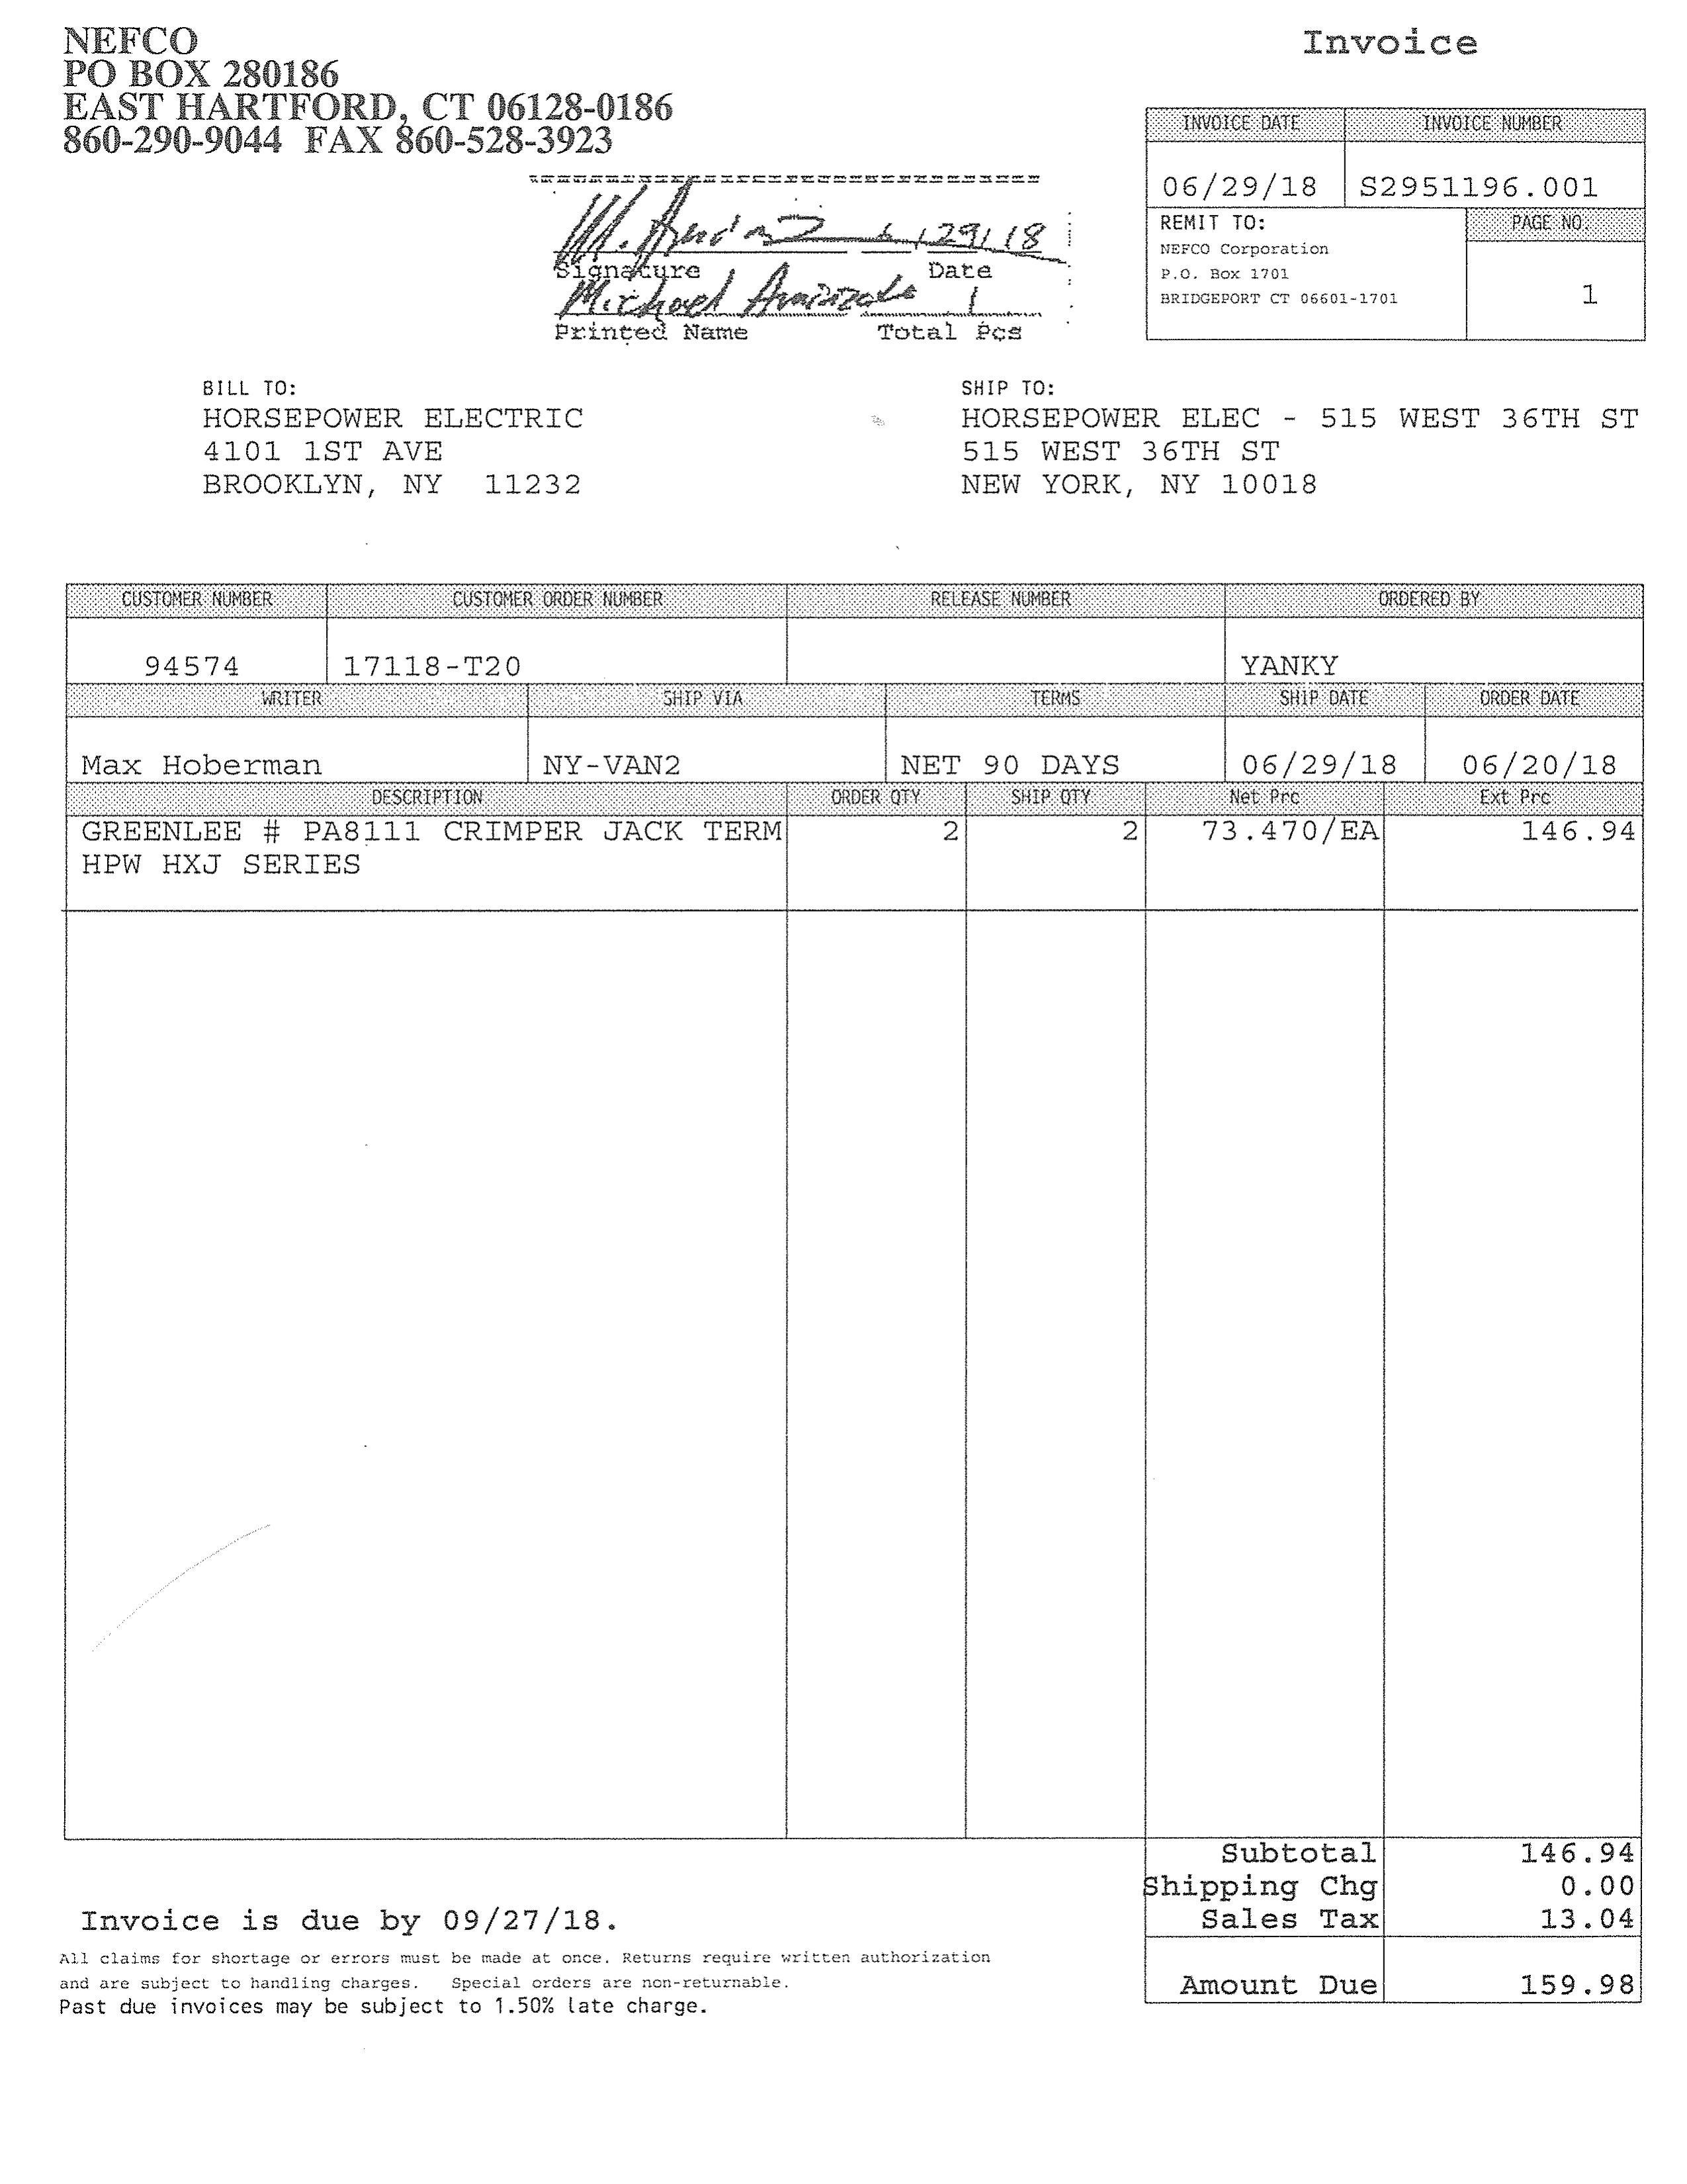 NEFCO
PO BOX 280186
EAST HARTFORD, CT 06128-0186
860-290-9044 FAX 860-528-3923
Invoice
INVOICE DATE INVOICE NUMBER
06/29/18 S2951196.001
REMIT TO: PAGE NO.
NEFCO Corporation
P.O. Box 1701
BRIDGEPORT CT 06601-1701
1
6/29/18
Signature Date
Michael 1
Printed Name Total Pcs
BILL TO:
HORSEPOWER ELECTRIC
4101 1ST AVE
BROOKLYN, NY 11232
SHIP TO:
HORSEPOWER ELEC - 515 WEST 36TH ST
515 WEST 36TH ST
NEW YORK, NY 10018
CUSTOMER NUMBER CUSTOMER ORDER NUMBER RELEASE NUMBER ORDERED BY
94574 17118-T20 YANKY
WRITER SHIP VIA TERMS SHIP DATE ORDER DATE
Max Hoberman NY-VAN2 NET 90 DAYS 06/29/18 06/20/18
DESCRIPTION ORDER QTY SHIP QTY Net Prc Ext Prc
GREENLEE # PA8111 CRIMPER JACK TERM 2 2 73.470/EA 146.94
HPW HXJ SERIES
Subtotal 146.94
Shipping Chg 0.00
Sales Tax 13.04
Amount Due 159.98
Invoice is due by 09/27/18.
All claims for shortage or errors must be made at once. Returns require written authorization
and are subject to handling charges. Special orders are non-returnable.
Past due invoices may be subject to 1.50% late charge.